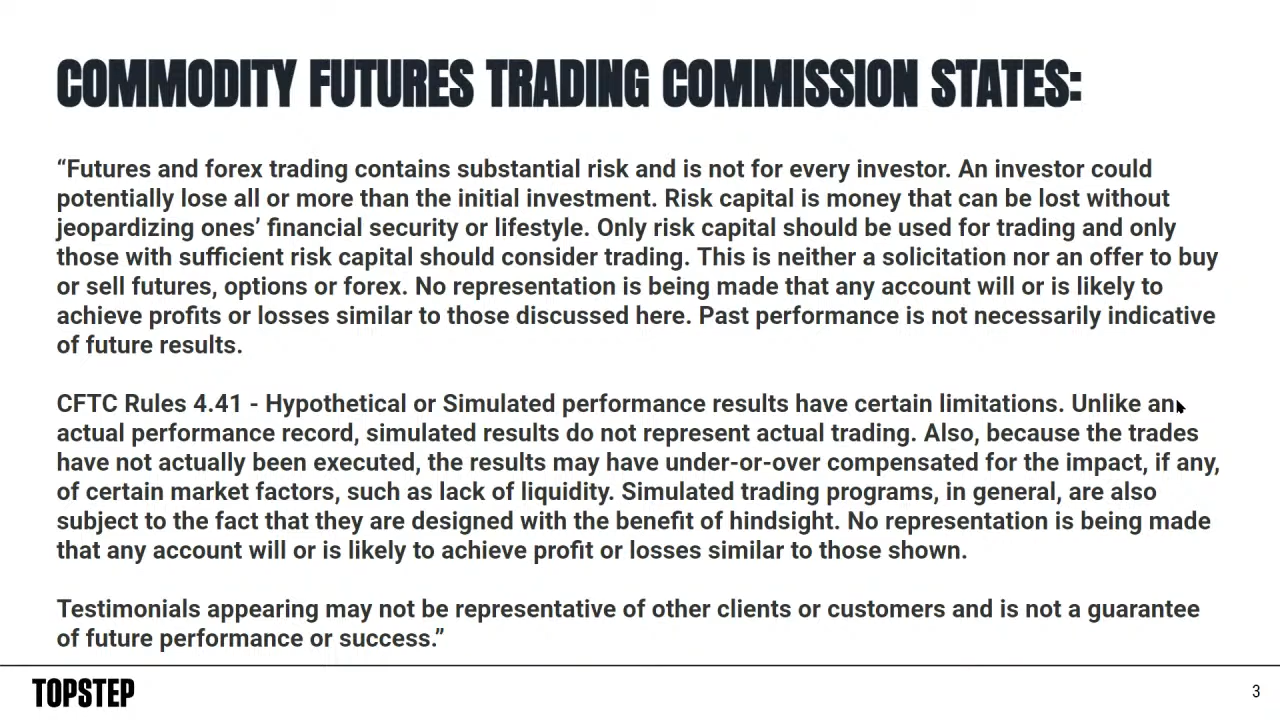 COMMODITY FUTURES TRADING COMMISSION STATES:
“Futures and forex trading contains substantial risk and is not for every investor. An investor could
potentially lose all or more than the initial investment. Risk capital is money that can be lost without
jeopardizing ones’ financial security or lifestyle. Only risk capital should be used for trading and only
those with sufficient risk capital should consider trading. This is neither a solicitation nor an offer to buy
or sell futures, options or forex. No representation is being made that any account will or is likely to
achieve profits or losses similar to those discussed here. Past performance is not necessarily indicative
of future results.
CFTC Rules 4.41 - Hypothetical or Simulated performance results have certain limitations. Unlike an
actual performance record, simulated results do not represent actual trading. Also, because the trades
have not actually been executed, the results may have under-or-over compensated for the impact, if any,
of certain market factors, such as lack of liquidity. Simulated trading programs, in general, are also
subject to the fact that they are designed with the benefit of hindsight. No representation is being made
that any account will or is likely to achieve profit or losses similar to those shown.
Testimonials appearing may not be representative of other clients or customers and is not a guarantee
of future performance or success.”
TOPSTEP
3